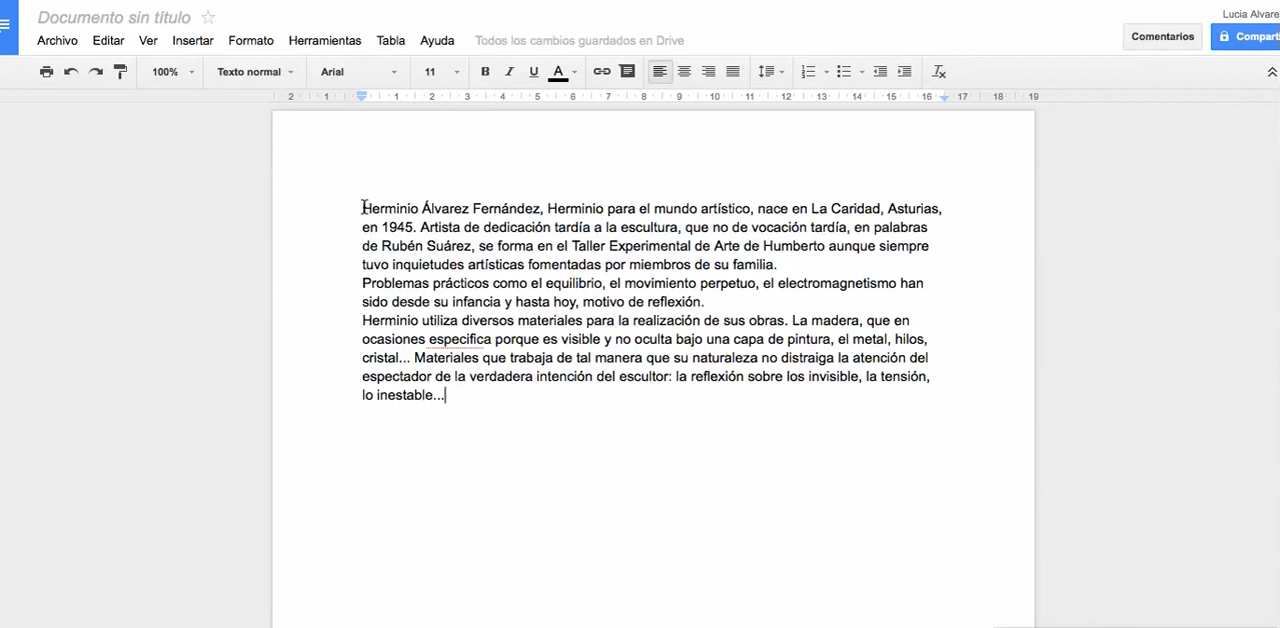 Documento sin título
Lucia Alvare
Archivo Editar Ver Insertar Formato Herramientas Tabla Ayuda Todos los cambios guardados en Drive
Comentarios Comparti
100% Texto normal Arial 11 B I U A
2 1 1 2 3 4 5 6 7 8 9 10 11 12 13 14 15 16 17 18 19
Herminio Álvarez Fernández, Herminio para el mundo artístico, nace en La Caridad, Asturias,
en 1945. Artista de dedicación tardía a la escultura, que no de vocación tardía, en palabras
de Rubén Suárez, se forma en el Taller Experimental de Arte de Humberto aunque siempre
tuvo inquietudes artísticas fomentadas por miembros de su familia.
Problemas prácticos como el equilibrio, el movimiento perpetuo, el electromagnetismo han
sido desde su infancia y hasta hoy, motivo de reflexión.
Herminio utiliza diversos materiales para la realización de sus obras. La madera, que en
ocasiones especifica porque es visible y no oculta bajo una capa de pintura, el metal, hilos,
cristal... Materiales que trabaja de tal manera que su naturaleza no distraiga la atención del
espectador de la verdadera intención del escultor: la reflexión sobre los invisible, la tensión,
lo inestable...